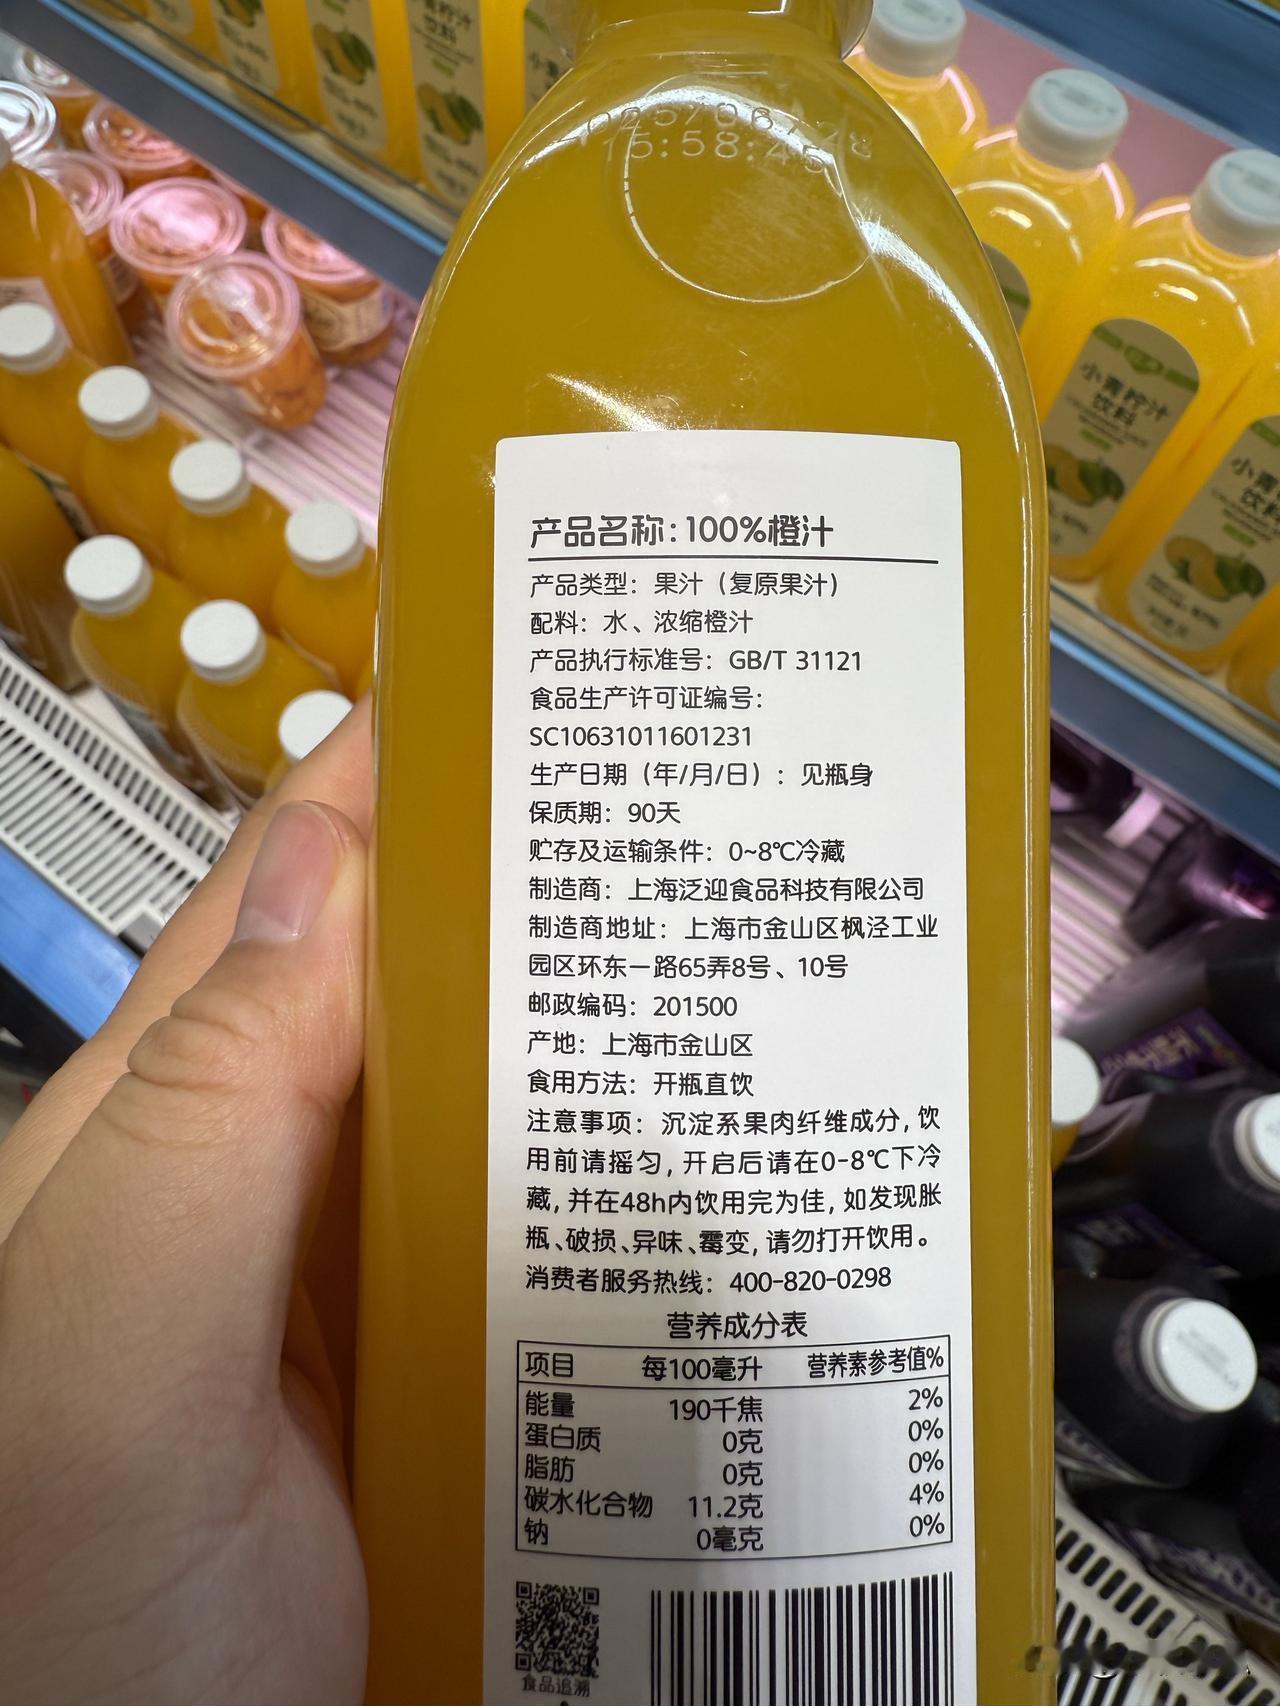 15:58:45
产品名称：100%橙汁
产品类型：果汁（复原果汁）
配料：水、浓缩橙汁
产品执行标准号：GB/T 31121
食品生产许可证编号：
SC10631011601231
生产日期（年/月/日）：见瓶身
保质期：90天
贮存及运输条件：0~8℃冷藏
制造商：上海泛迎食品科技有限公司
制造商地址：上海市金山区枫泾工业
园区环东一路65弄8号、10号
邮政编码：201500
产地：上海市金山区
食用方法：开瓶直饮
注意事项：沉淀系果肉纤维成分，饮
用前请摇匀，开启后请在0-8℃下冷
藏，并在48h内饮用完为佳，如发现胀
瓶、破损、异味、霉变，请勿打开饮用。
消费者服务热线：400-820-0298
营养成分表
项目 每100毫升 营养素参考值%
能量 190千焦 2%
蛋白质 0克 0%
脂肪 0克 0%
碳水化合物 11.2克 4%
钠 0毫克 0%
食品追溯
小青柠汁
饮料